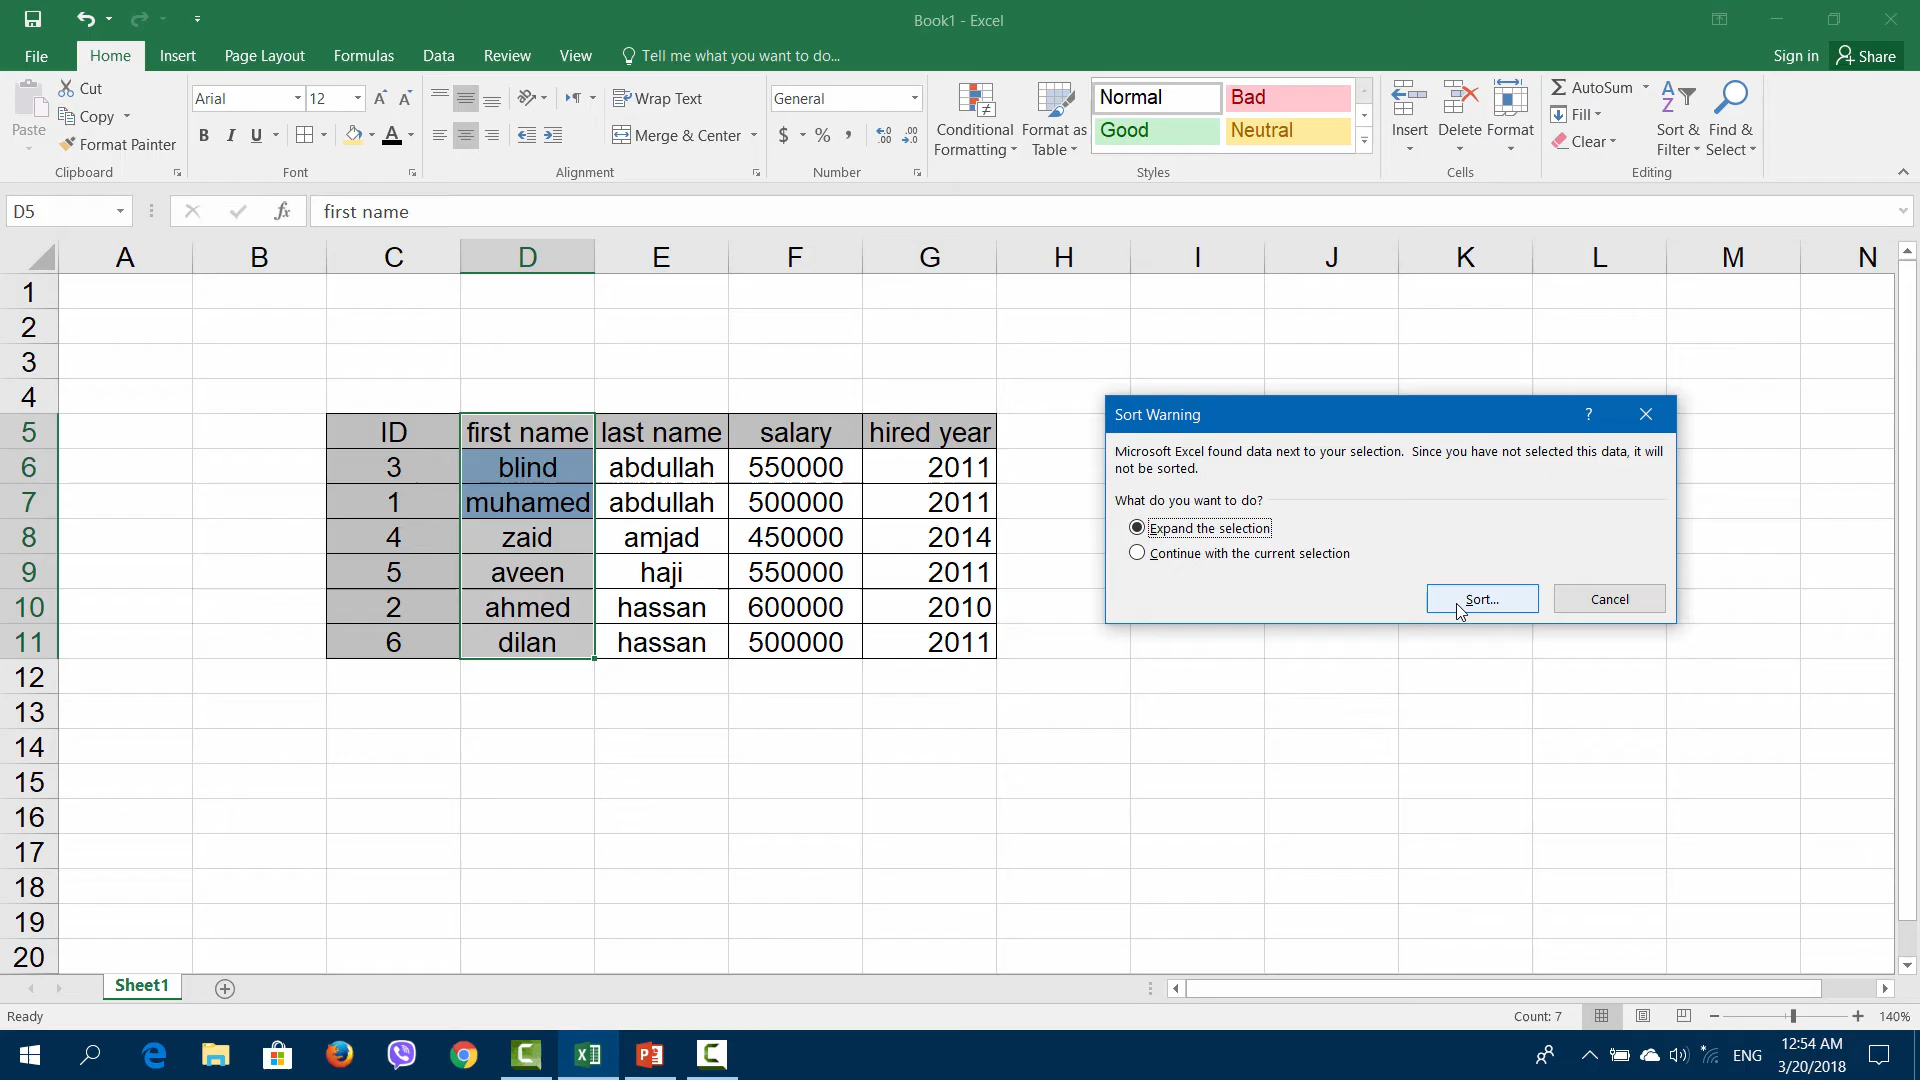 Book1 - Excel
File Home Insert Page Layout Formulas Data Review View Tell me what you want to do... Sign in Share
Paste
Cut
Copy
Format Painter
Clipboard
Arial 12
B I U A
Font
Wrap Text
Merge & Center
Alignment
General
$ %
Number
Conditional Formatting
Format as Table
Normal Bad
Good Neutral
Styles
Insert Delete Format
Cells
AutoSum
Fill
Clear
Sort & Filter
Find & Select
Editing
D5 fx first name
A B C D E F G H I J K L M N
1
2
3
4
5 ID first name last name salary hired year
6 3 blind abdullah 550000 2011
7 1 muhamed abdullah 500000 2011
8 4 zaid amjad 450000 2014
9 5 aveen haji 550000 2011
10 2 ahmed hassan 600000 2010
11 6 dilan hassan 500000 2011
12
13
14
15
16
17
18
19
20
Sort Warning ?
Microsoft Excel found data next to your selection. Since you have not selected this data, it will
not be sorted.
What do you want to do?
Expand the selection
Continue with the current selection
Sort... Cancel
Sheet1
Ready Count: 7 140%
ENG 12:54 AM
3/20/2018